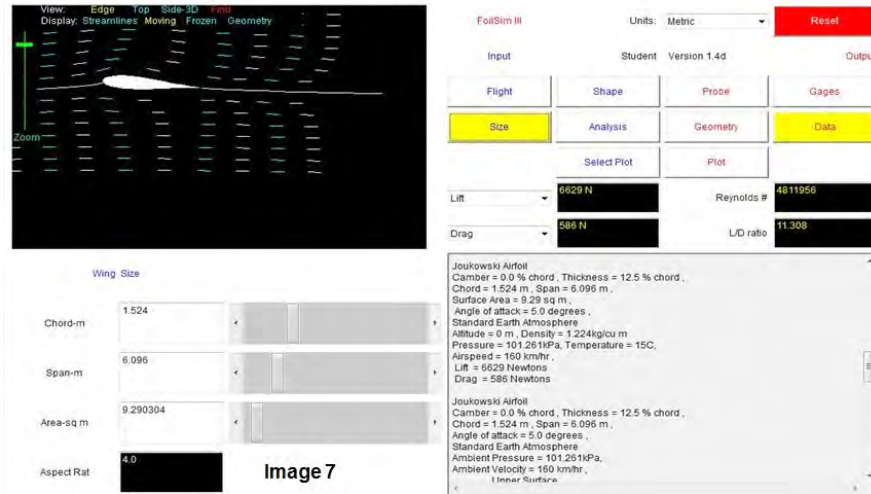 View: Edge Top Side-3D Find
Display: Streamlines Moving Frozen Geometry
Zoom
FoilSim III
Units:
Metric
Reset
Input
Student Version 1.4d
Outpu
Flight
Shape
Probe
Gages
Size
Analysis
Geometry
Data
Select Plot
Plot
Lift
6629 N
Reynolds #
4811956
Drag
586 N
L/D ratio
11.308
Wing Size
Chord-m
1.524
Span-m
6.096
Area-sq m
9.290304
Aspect Rat
4.0
Image 7
Joukowski Airfoil
Camber = 0.0 % chord , Thickness = 12.5 % chord ,
Chord = 1.524 m , Span = 6.096 m ,
Surface Area = 9.29 sq m ,
Angle of attack = 5.0 degrees ,
Standard Earth Atmosphere
Altitude = 0 m , Density = 1.224kg/cu m
Pressure = 101.261kPa, Temperature = 15C,
Airspeed = 160 km/hr ,
Lift = 6629 Newtons
Drag = 586 Newtons
Joukowski Airfoil
Camber = 0.0 % chord , Thickness = 12.5 % chord ,
Chord = 1.524 m , Span = 6.096 m ,
Angle of attack = 5.0 degrees ,
Standard Earth Atmosphere
Ambient Pressure = 101.261kPa,
Ambient Velocity = 160 km/hr ,
Upper Surface